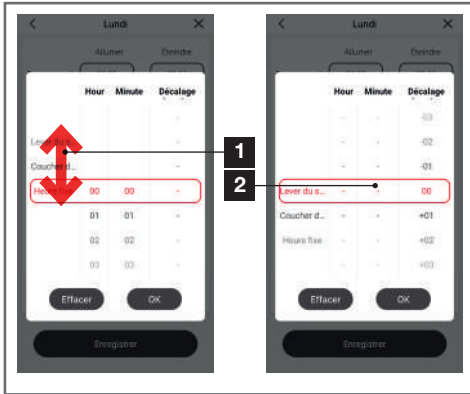 Lundi
Allumer Éteindre
Hour Minute Décalage
-
Lever du s... -
Coucher d... -
Heure fixe 00 00 -
01 01 -
02 02 -
03 03 -
Effacer OK
Enregistrer
1
2
Lundi
Allumer Éteindre
Hour Minute Décalage
- - -03
- - -02
- - -01
Lever du s... - - 00
Coucher d... - - +01
Heure fixe - - +02
- - +03
Effacer OK
Enregistrer